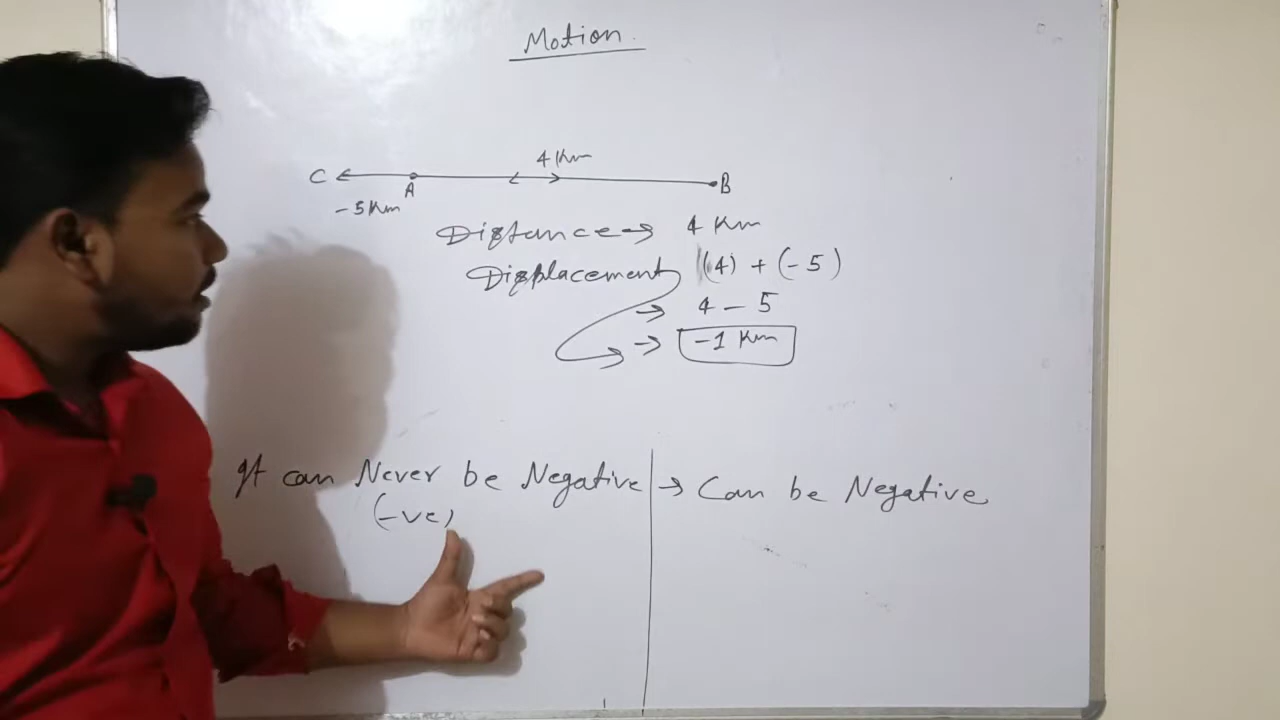 Motion.
4 Km
C A B
-5 Km
Distance → 4 Km
Displacement (4) + (-5)
→ 4 - 5
→ -1 Km
It can Never be Negative → Can be Negative
(-ve)